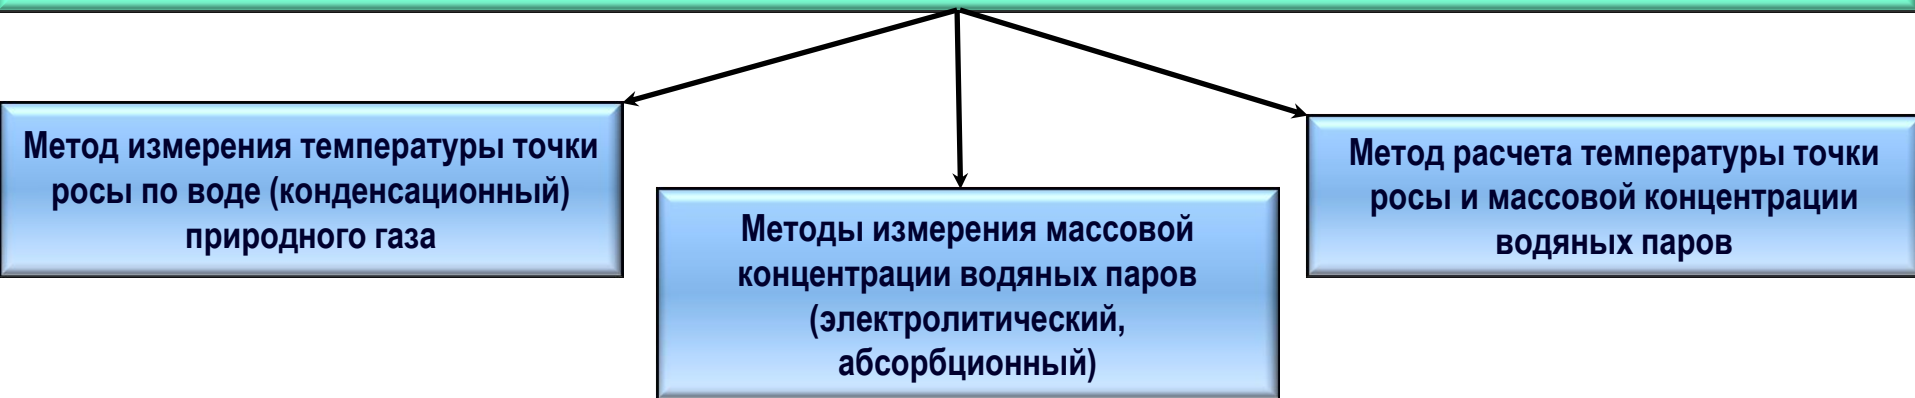 Метод измерения температуры точки
росы по воде (конденсационный)
природного газа
Методы измерения массовой
концентрации водяных паров
(электролитический,
абсорбционный)
Метод расчета температуры точки
росы и массовой концентрации
водяных паров